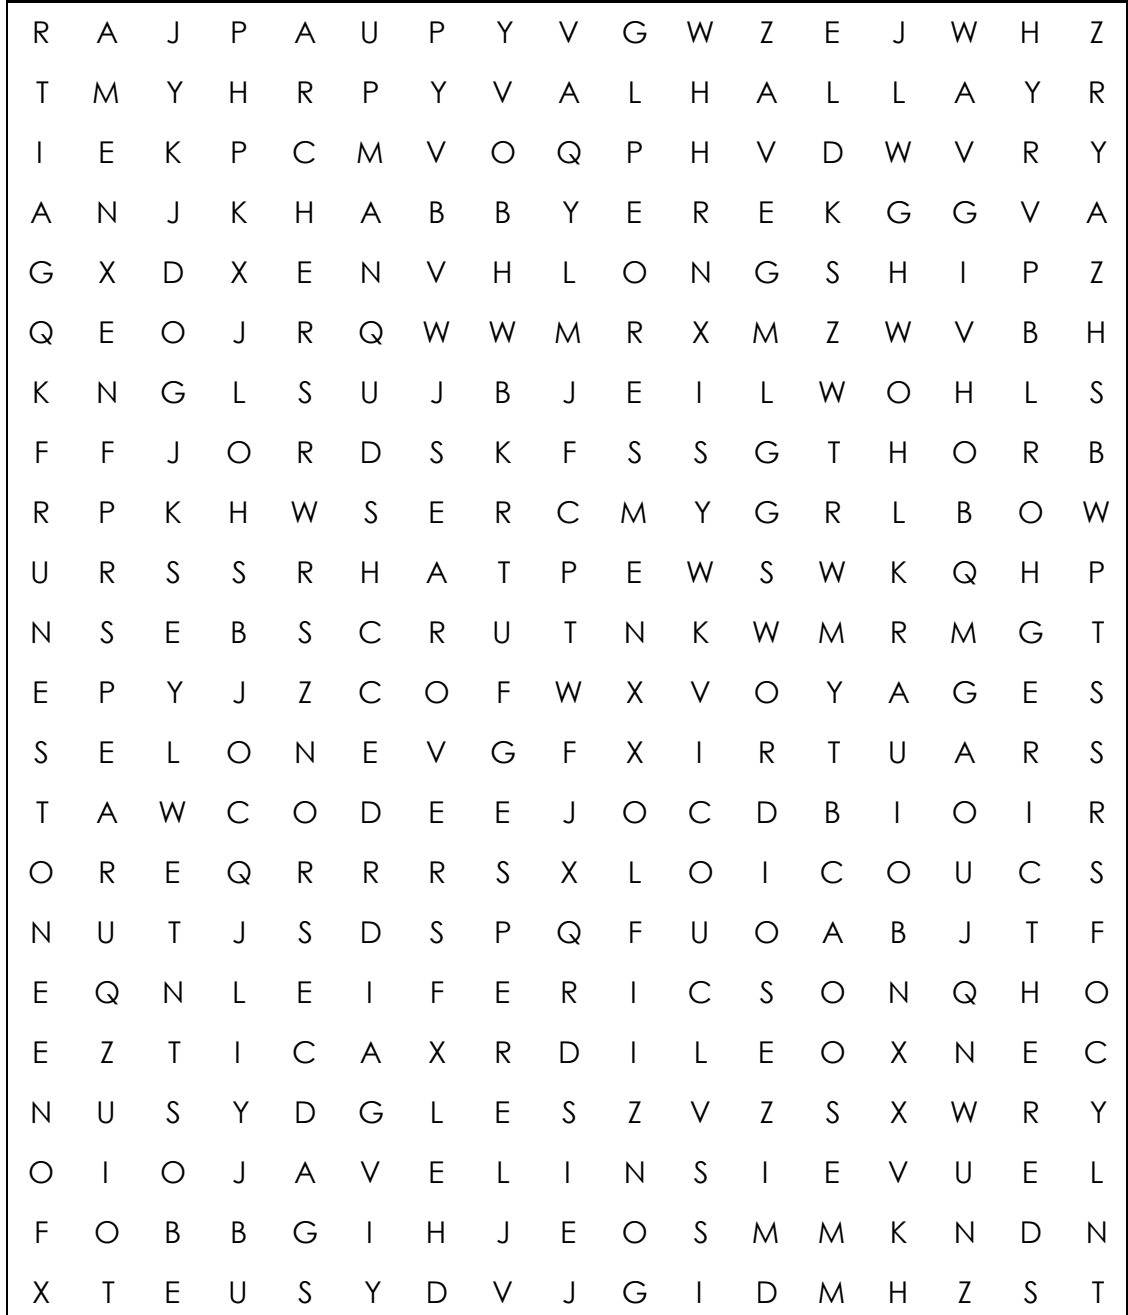 R A J P A U P Y V G W Z E J W H Z
T M Y H R P Y V A L H A L L A Y R
I E K P C M V O Q P H V D W V R Y
A N J K H A B B Y E R E K G G V A
G X D X E N V H L O N G S H I P Z
Q E O J R Q W W M R X M Z W V B H
K N G L S U J B J E I L W O H L S
F F J O R D S K F S S G T H O R B
R P K H W S E R C M Y G R L B O W
U R S S R H A T P E W S W K Q H P
N S E B S C R U T N K W M R M G T
E P Y J Z C O F W X V O Y A G E S
S E L O N E V G F X I R T U A R S
T A W C O D E E J O C D B I O I R
O R E Q R R R S X L O I C O U C S
N U T J S D S P Q F U O A B J T F
E Q N L E I F E R I C S O N Q H O
E Z T I C A X R D I L E O X N E C
N U S Y D G L E S Z V Z S X W R Y
O I O J A V E L I N S I E V U E L
F O B B G I H J E O S M M K N D N
X T E U S Y D V J G I D M H Z S T